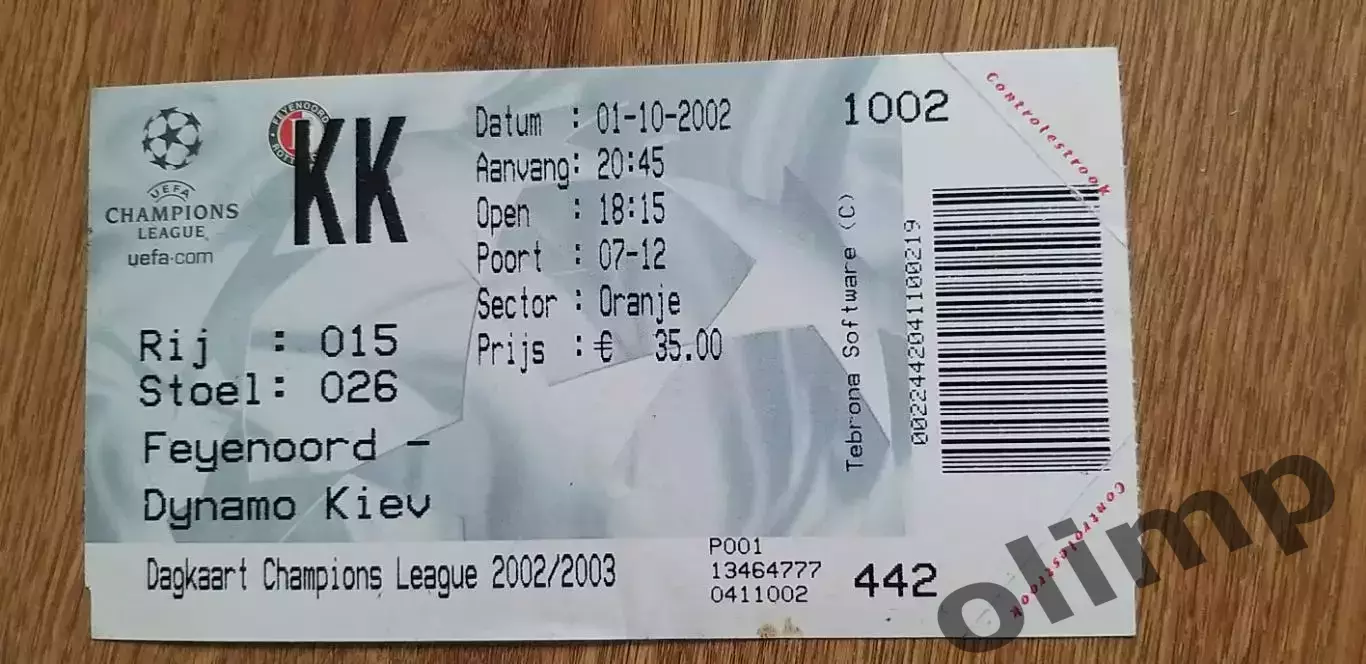 UEFA
CHAMPIONS
LEAGUE
uefa.com
FEYENOORD
KK
Datum : 01-10-2002
Aanvang: 20:45
Open : 18:15
Poort : 07-12
Sector : Oranje
Prijs : € 35.00
Rij : 015
Stoel: 026
Feyenoord -
Dynamo Kiev
Dagkaart Champions League 2002/2003
P001
13464777
0411002
1002
442
Tebrona Software (C)
002244204110021​9
Controlestrook
Controlestrook
olimp